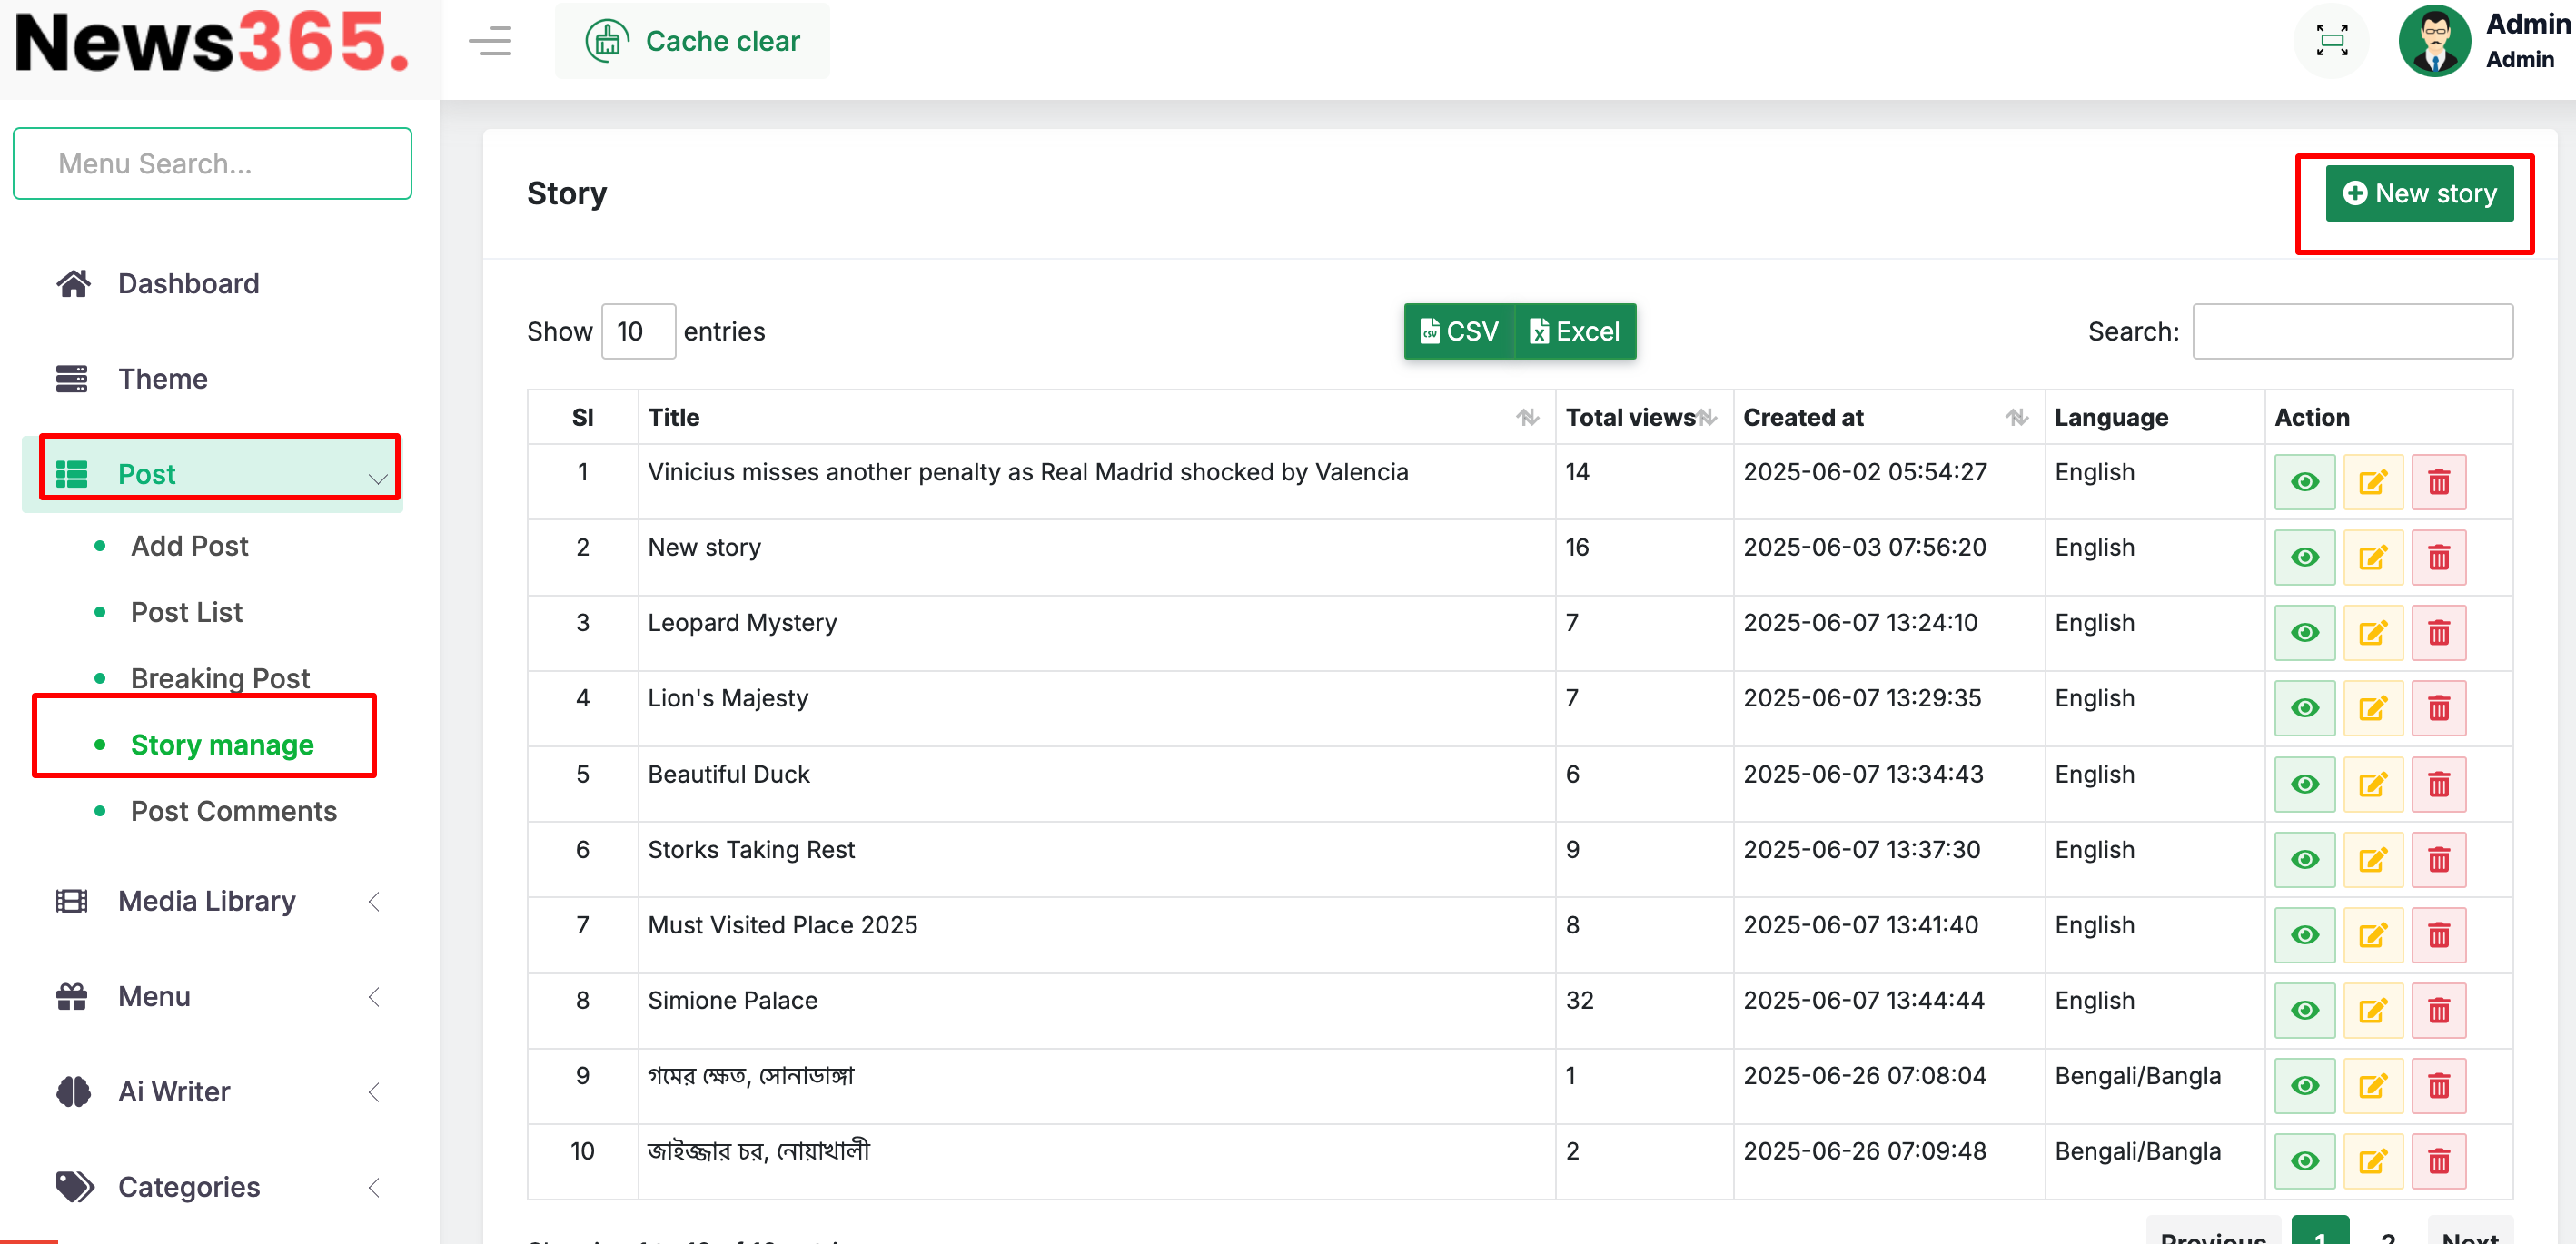 News365.
Cache clear
Admin
Admin
Menu Search...
Dashboard
Theme
Post
Add Post
Post List
Breaking Post
Story manage
Post Comments
Media Library
Menu
Ai Writer
Categories
Story
New story
Show 10 entries
CSV Excel
Search:
Sl Title Total views Created at Language Action
1 Vinicius misses another penalty as Real Madrid shocked by Valencia 14 2025-06-02 05:54:27 English
2 New story 16 2025-06-03 07:56:20 English
3 Leopard Mystery 7 2025-06-07 13:24:10 English
4 Lion's Majesty 7 2025-06-07 13:29:35 English
5 Beautiful Duck 6 2025-06-07 13:34:43 English
6 Storks Taking Rest 9 2025-06-07 13:37:30 English
7 Must Visited Place 2025 8 2025-06-07 13:41:40 English
8 Simione Palace 32 2025-06-07 13:44:44 English
9 গমের ক্ষেত, সোনাডাঙ্গা 1 2025-06-26 07:08:04 Bengali/Bangla
10 জাইজ্জার চর, নোয়াখালী 2 2025-06-26 07:09:48 Bengali/Bangla
Previous 1 2 Next